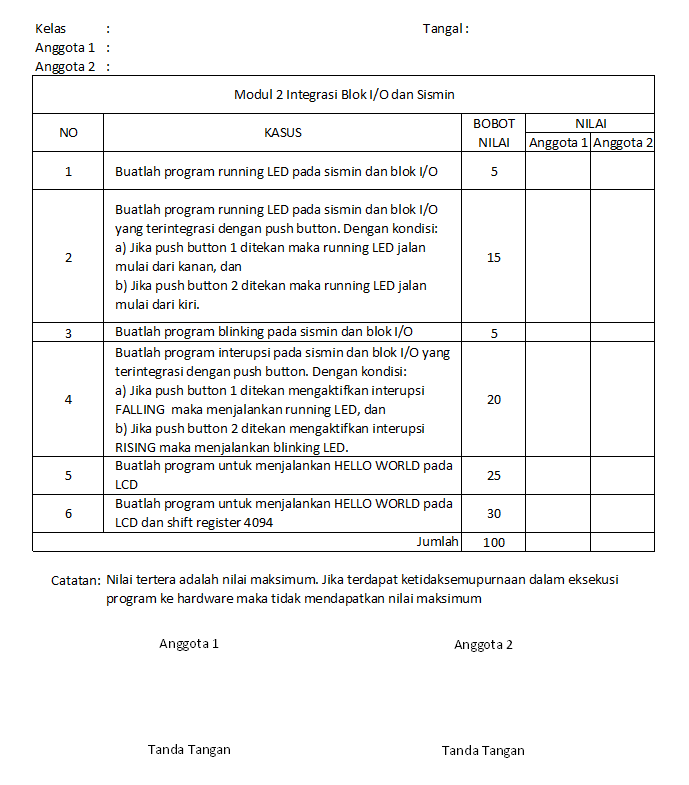 Kelas : Tangal :
Anggota 1 :
Anggota 2 :
Modul 2 Integrasi Blok I/O dan Sismin
NO KASUS BOBOT NILAI NILAI
Anggota 1 Anggota 2
1 Buatlah program running LED pada sismin dan blok I/O 5
Buatlah program running LED pada sismin dan blok I/O
yang terintegrasi dengan push button. Dengan kondisi:
a) Jika push button 1 ditekan maka running LED jalan
2 mulai dari kanan, dan 15
b) Jika push button 2 ditekan maka running LED jalan
mulai dari kiri.
3 Buatlah program blinking pada sismin dan blok I/O 5
Buatlah program interupsi pada sismin dan blok I/O yang
terintegrasi dengan push button. Dengan kondisi:
a) Jika push button 1 ditekan mengaktifkan interupsi
4 FALLING maka menjalankan running LED, dan 20
b) Jika push button 2 ditekan mengaktifkan interupsi
RISING maka menjalankan blinking LED.
5 Buatlah program untuk menjalankan HELLO WORLD pada 25
LCD
6 Buatlah program untuk menjalankan HELLO WORLD pada 30
LCD dan shift register 4094
Jumlah 100
Catatan: Nilai tertera adalah nilai maksimum. Jika terdapat ketidaksemupurnaan dalam eksekusi
program ke hardware maka tidak mendapatkan nilai maksimum
Anggota 1 Anggota 2
Tanda Tangan Tanda Tangan